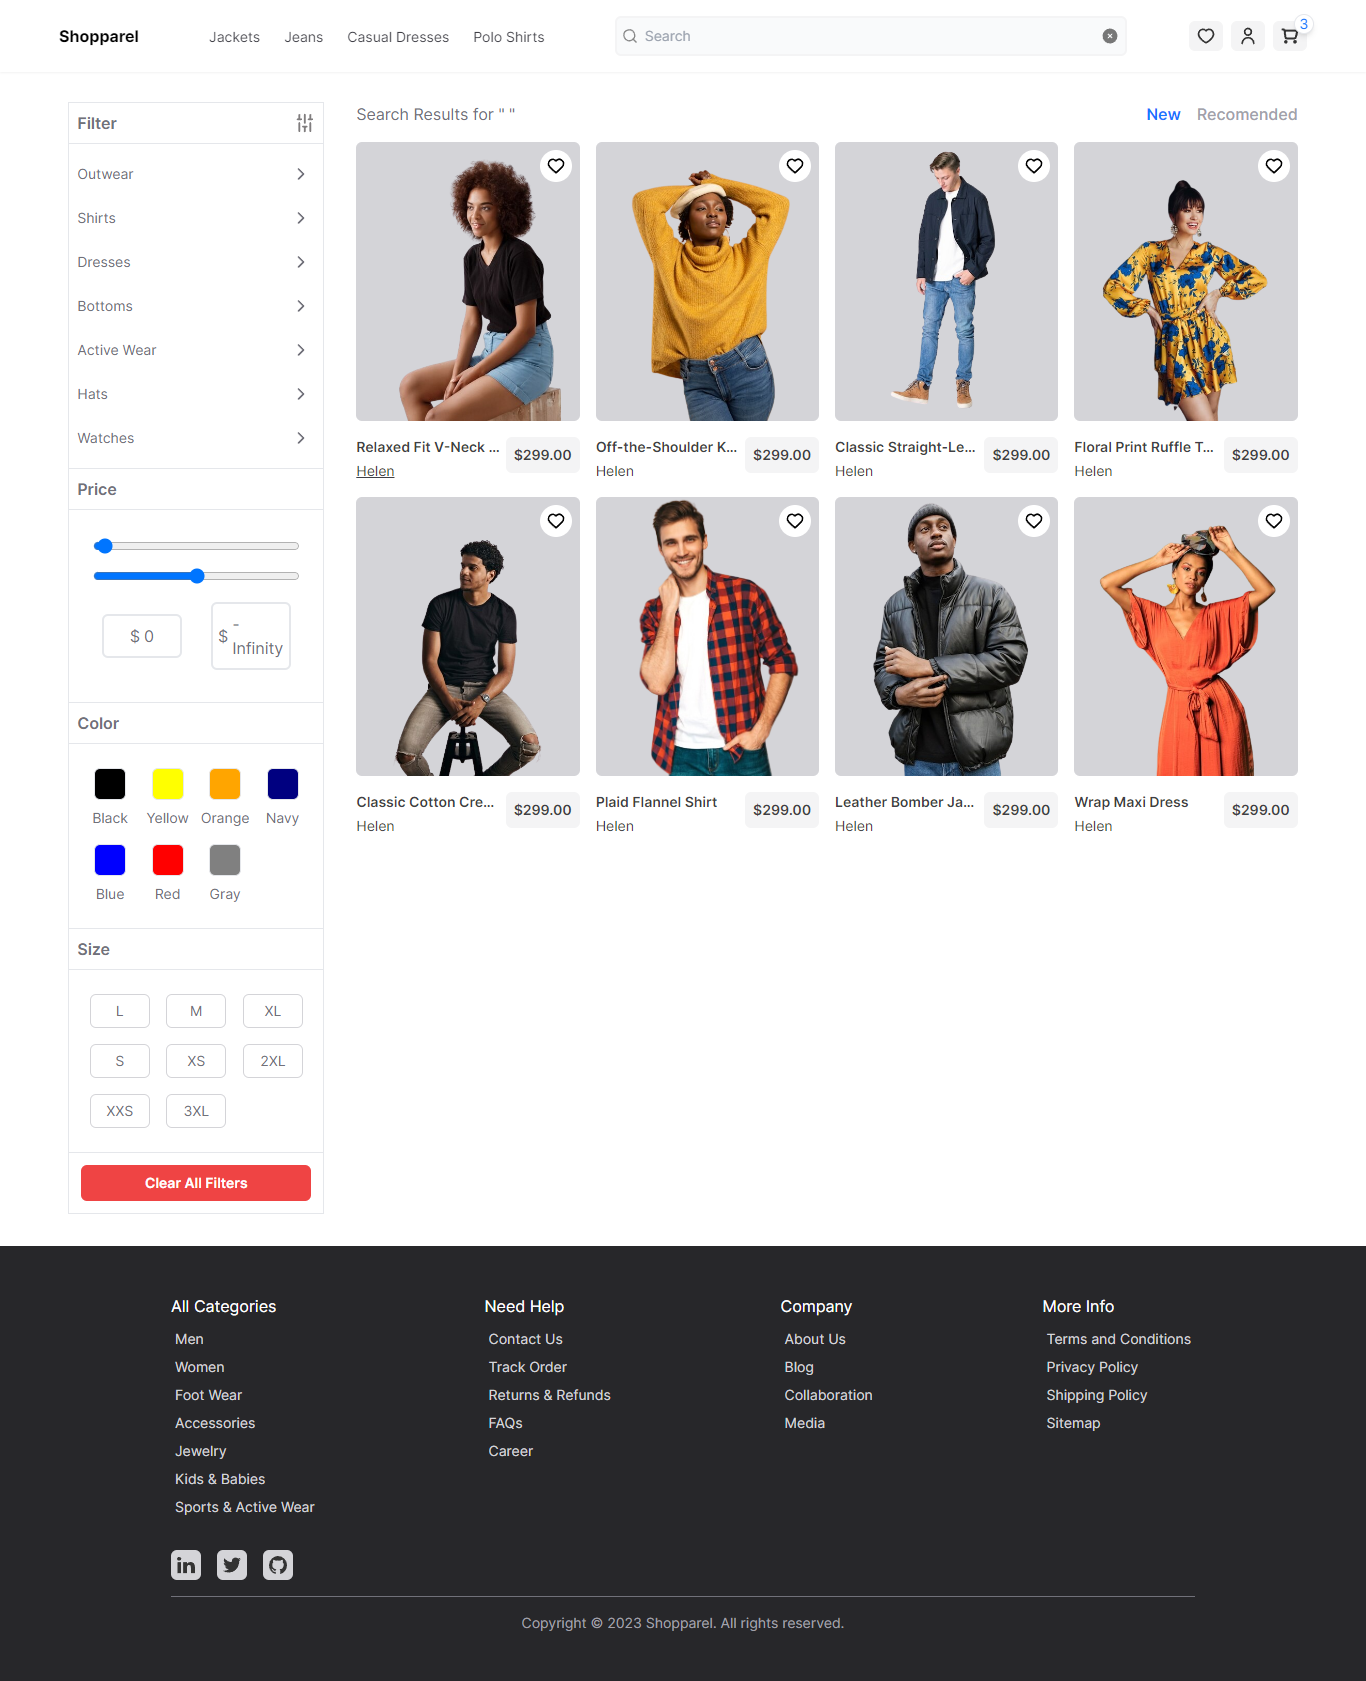 Shopparel
Jackets
Jeans
Casual Dresses
Polo Shirts
Search
3
Filter
Outwear
Shirts
Dresses
Bottoms
Active Wear
Hats
Watches
Price
$ 0
$ -
Infinity
Color
Black
Yellow
Orange
Navy
Blue
Red
Gray
Size
L
M
XL
S
XS
2XL
XXS
3XL
Clear All Filters
Search Results for " "
New
Recomended
Relaxed Fit V-Neck ...
$299.00
Helen
Off-the-Shoulder K...
$299.00
Helen
Classic Straight-Le...
$299.00
Helen
Floral Print Ruffle T...
$299.00
Helen
Classic Cotton Cre...
$299.00
Helen
Plaid Flannel Shirt
$299.00
Helen
Leather Bomber Ja...
$299.00
Helen
Wrap Maxi Dress
$299.00
Helen
All Categories
Men
Women
Foot Wear
Accessories
Jewelry
Kids & Babies
Sports & Active Wear
Need Help
Contact Us
Track Order
Returns & Refunds
FAQs
Career
Company
About Us
Blog
Collaboration
Media
More Info
Terms and Conditions
Privacy Policy
Shipping Policy
Sitemap
in
Copyright © 2023 Shopparel. All rights reserved.